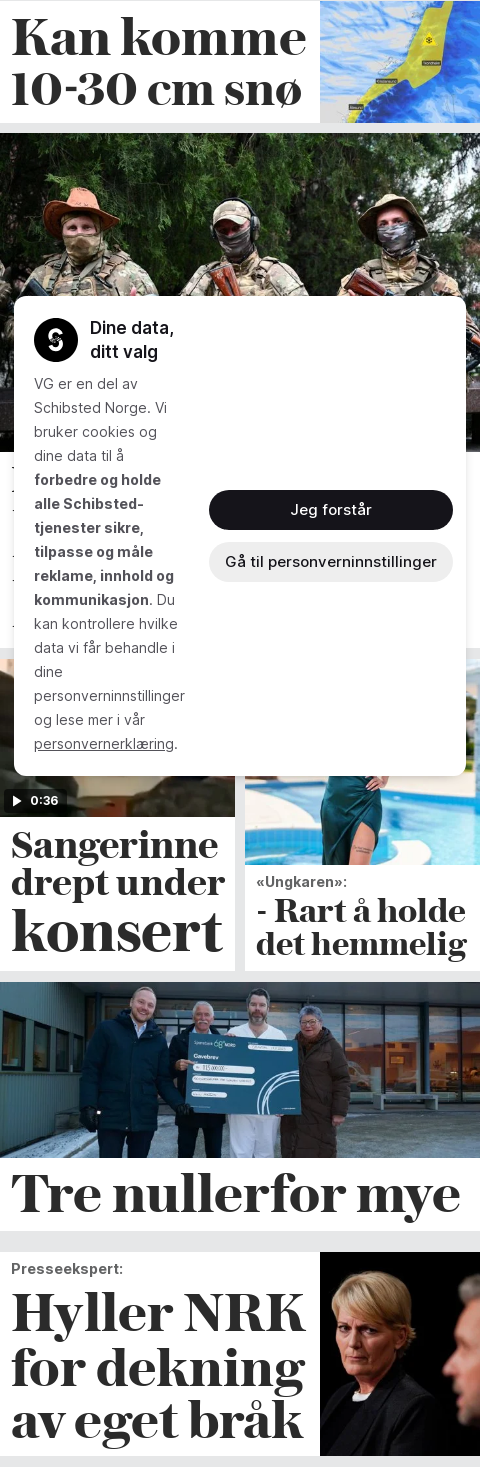 Kan komme
10-30 cm snø
Dine data,
ditt valg
VG er en del av
Schibsted Norge. Vi
bruker cookies og
dine data til å
forbedre og holde
alle Schibsted-
tjenester sikre,
tilpasse og måle
reklame, innhold og
kommunikasjon. Du
kan kontrollere hvilke
data vi får behandle i
dine
personverninnstillinger
og lese mer i vår
personvernerklæring.
Jeg forstår
Gå til personverninnstillinger
0:36
Sangerinne
drept under
konsert
«Ungkaren»:
- Rart å holde
det hemmelig
Gavebrev
Tre nullerfor mye
Presseekspert:
Hyller NRK
for dekning
av eget bråk